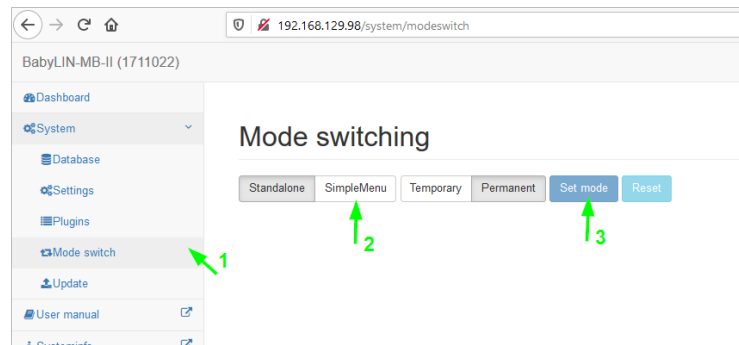 192.168.129.98/system/modeswitch
BabyLIN-MB-II (1711022)
Dashboard
System
Database
Settings
Plugins
Mode switch
Update
User manual
Mode switching
Standalone SimpleMenu Temporary Permanent Set mode Reset
1
2
3